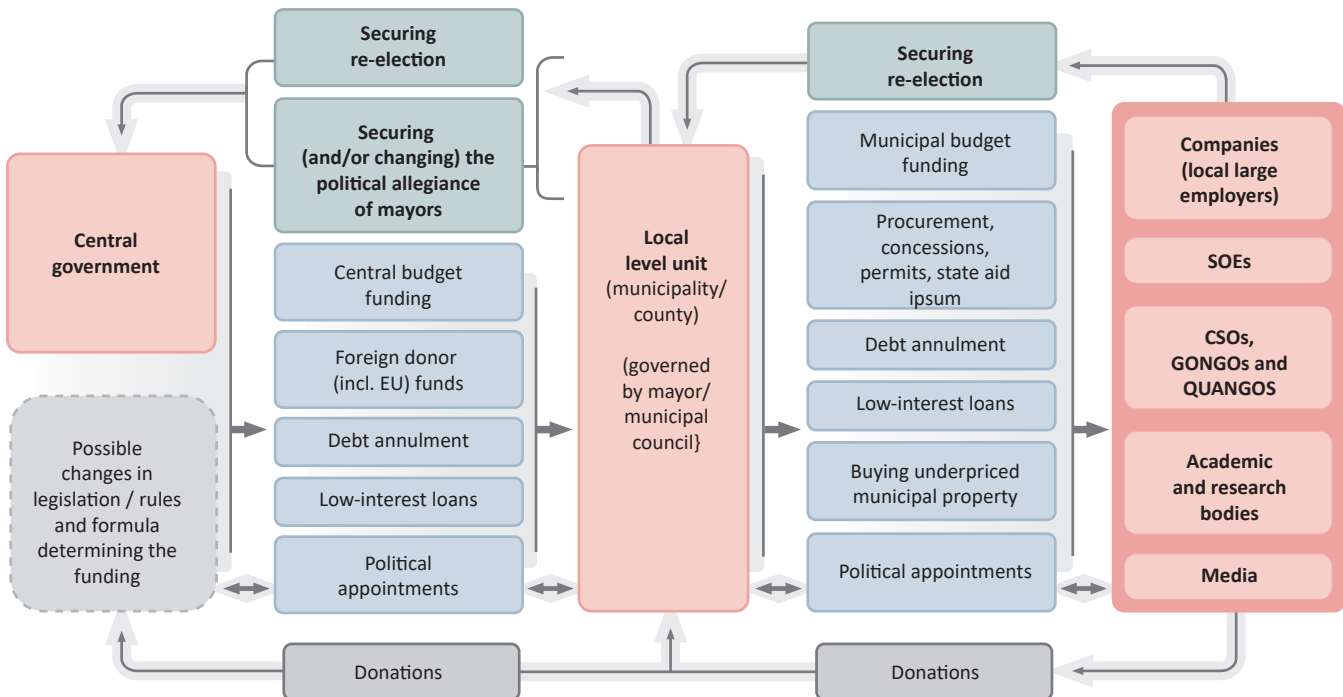 Securing
re-election
Securing
(and/or changing) the
political allegiance
of mayors
Central
government
Central budget
funding
Foreign donor
(incl. EU) funds
Debt annulment
Low-interest loans
Political
appointments
Possible
changes in
legislation / rules
and formula
determining the
funding
Donations
Local
level unit
(municipality/
county)
(governed
by mayor/
municipal
council}
Securing
re-election
Municipal budget
funding
Procurement,
concessions,
permits, state aid
ipsum
Debt annulment
Low-interest loans
Buying underpriced
municipal property
Political appointments
Donations
Companies
(local large
employers)
SOEs
CSOs,
GONGOs and
QUANGOS
Academic
and research
bodies
Media